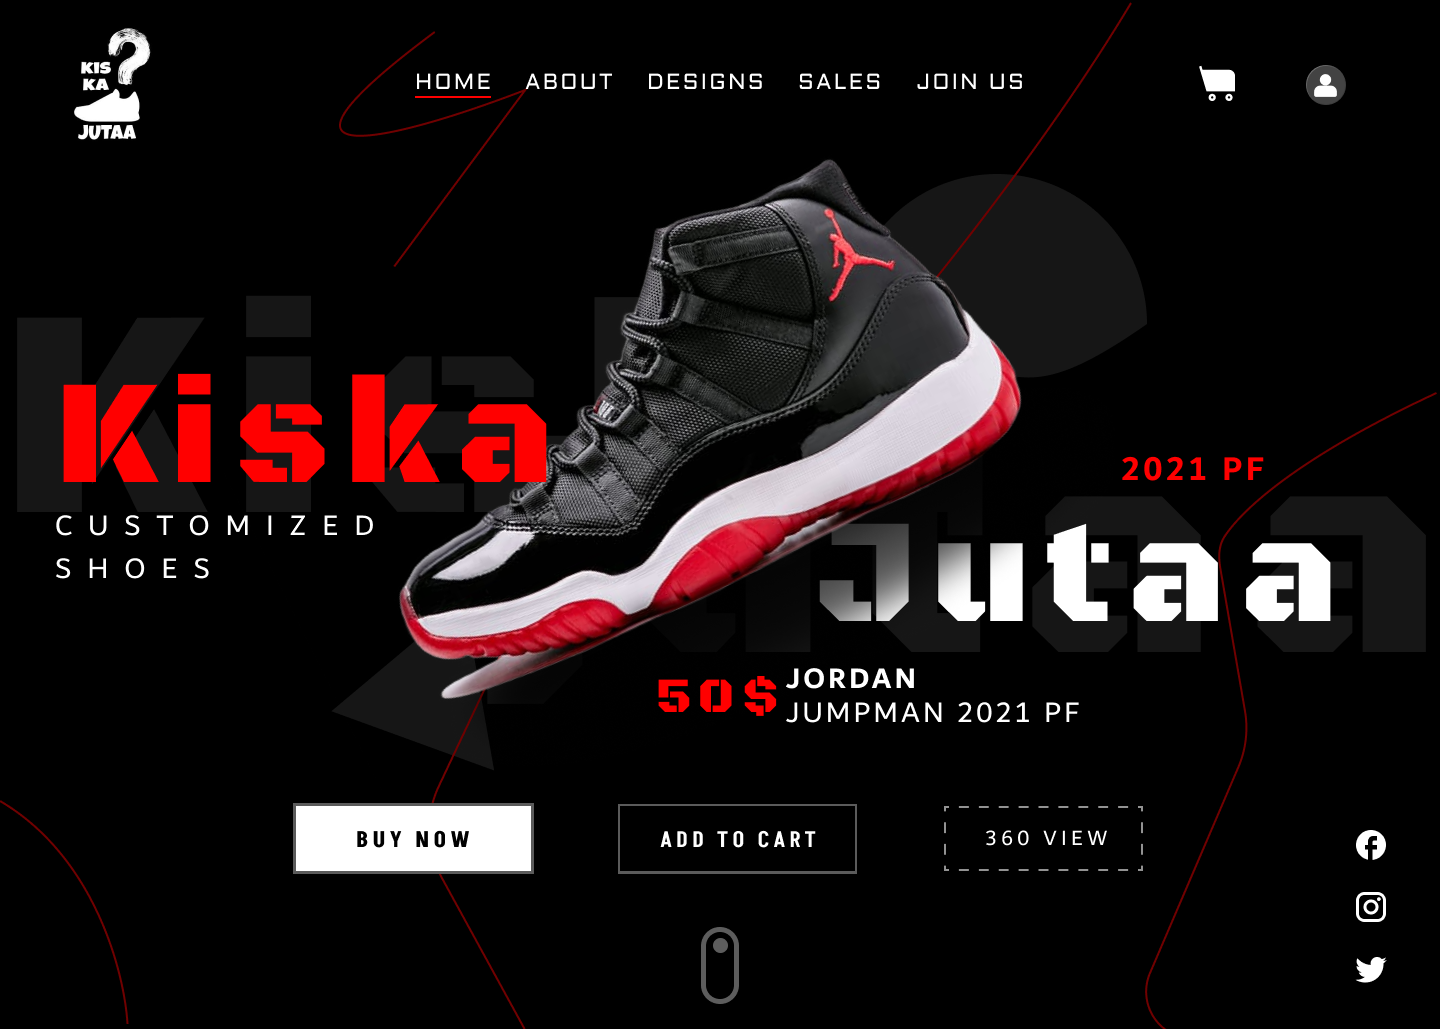 KIS
KA
JUTAA
HOME ABOUT DESIGNS SALES JOIN US
Kiska
CUSTOMIZED
SHOES
2021 PF
Jutaa
50$
JORDAN
JUMPMAN 2021 PF
BUY NOW
ADD TO CART
360 VIEW